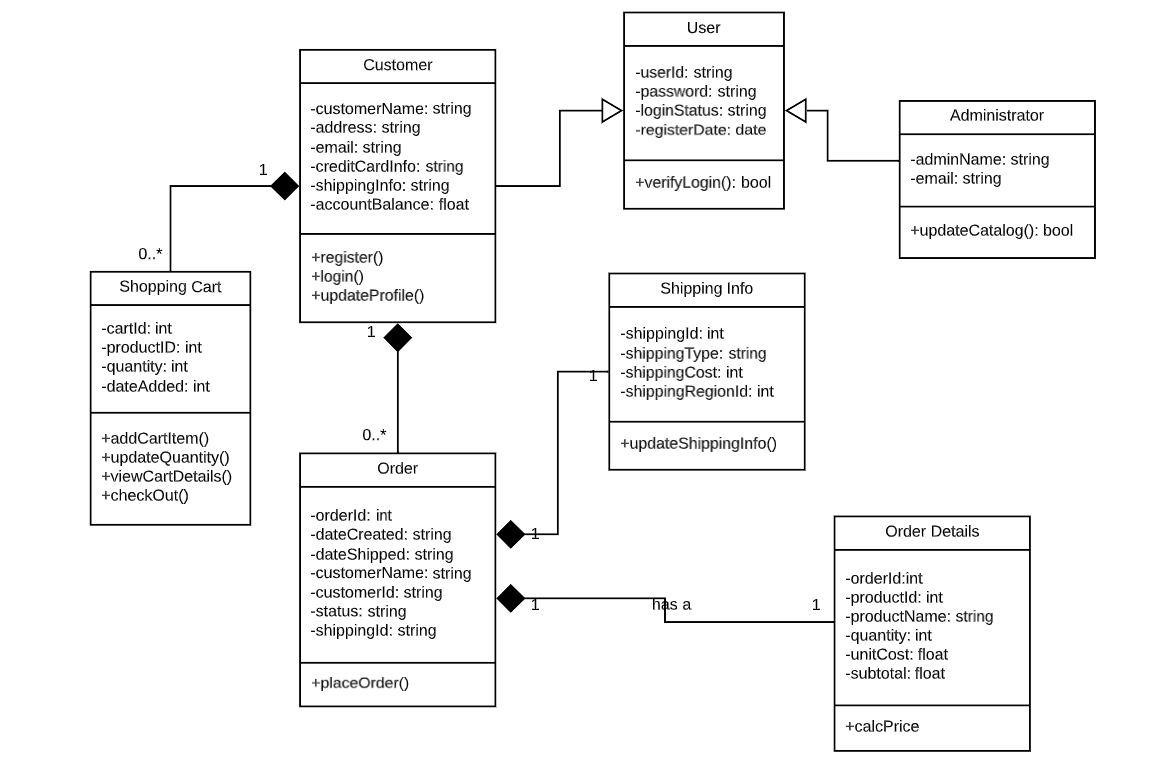 User
-userId: string
-password: string
-loginStatus: string
-registerDate: date
+verifyLogin(): bool
Customer
-customerName: string
-address: string
-email: string
-creditCardInfo: string
-shippingInfo: string
-accountBalance: float
+register()
+login()
+updateProfile()
Administrator
-adminName: string
-email: string
+updateCatalog(): bool
1
0..*
Shopping Cart
-cartId: int
-productID: int
-quantity: int
-dateAdded: int
+addCartItem()
+updateQuantity()
+viewCartDetails()
+checkOut()
1
0..*
Shipping Info
-shippingId: int
-shippingType: string
-shippingCost: int
-shippingRegionId: int
+updateShippingInfo()
1
Order
-orderId: int
-dateCreated: string
-dateShipped: string
-customerName: string
-customerId: string
-status: string
-shippingId: string
+placeOrder()
1
1
has a
1
Order Details
-orderId:int
-productId: int
-productName: string
-quantity: int
-unitCost: float
-subtotal: float
+calcPrice